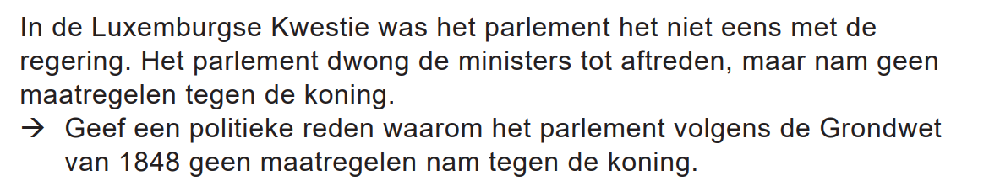 In de Luxemburgse Kwestie was het parlement het niet eens met de
regering. Het parlement dwong de ministers tot aftreden, maar nam geen
maatregelen tegen de koning.
→ Geef een politieke reden waarom het parlement volgens de Grondwet
van 1848 geen maatregelen nam tegen de koning.